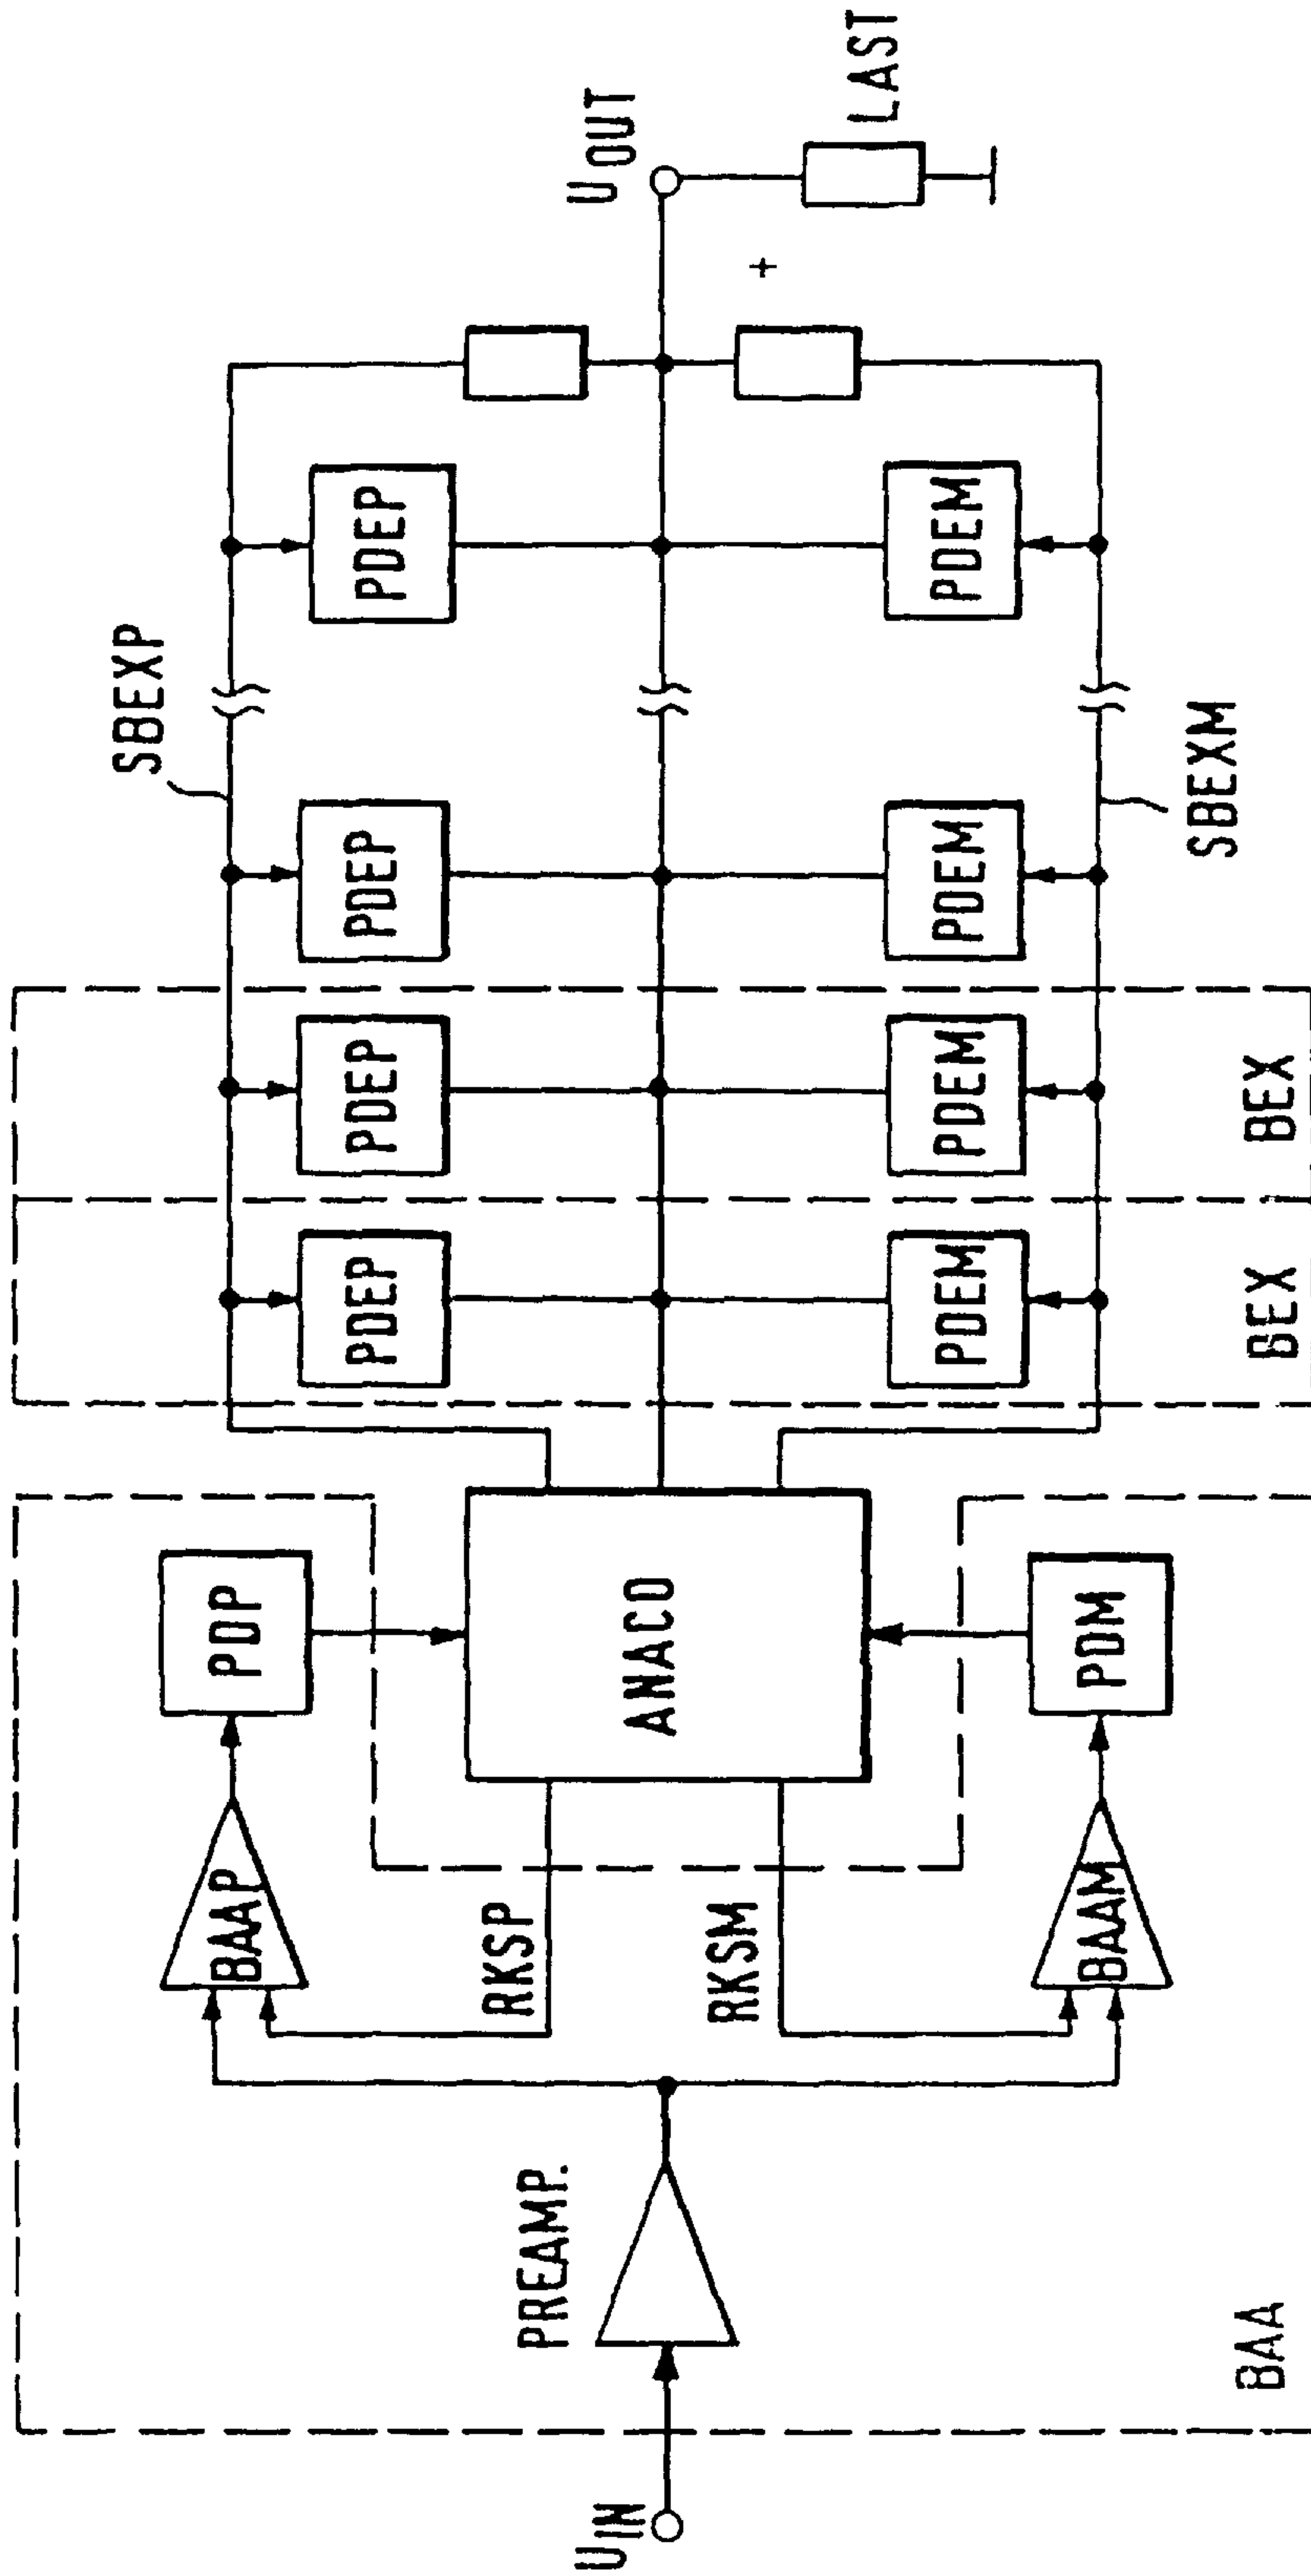 U_IN
PREAMP.
BAAP
RKSP
RKSM
BAAM
BAA
PDP
ANACO
PDM
PDEP
PDEM
BEX
PDEP
PDEM
BEX
PDEP
PDEM
SBEXP
SBEXM
PDEP
PDEM
+
U_OUT
LAST